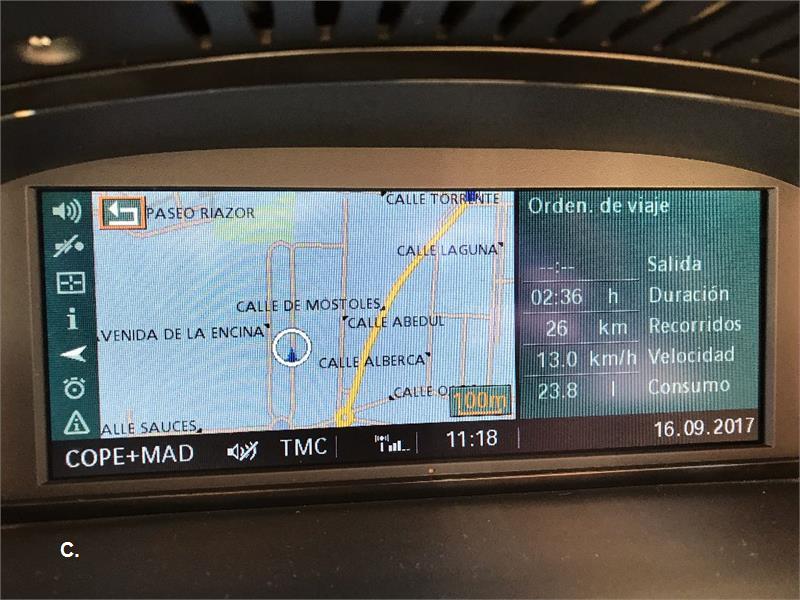 PASEO RIAZOR
CALLE TORRENTE
CALLE LAGUNA
CALLE DE MOSTOLES
CALLE ABEDUL
VENIDA DE LA ENCINA
CALLE ALBERCA
CALLE
100m
ALLE SAUCES
Orden. de viaje
--:-- Salida
02:36 h Duración
26 km Recorridos
13.0 km/h Velocidad
23.8 l Consumo
16.09.2017
COPE+MAD TMC 11:18
C.